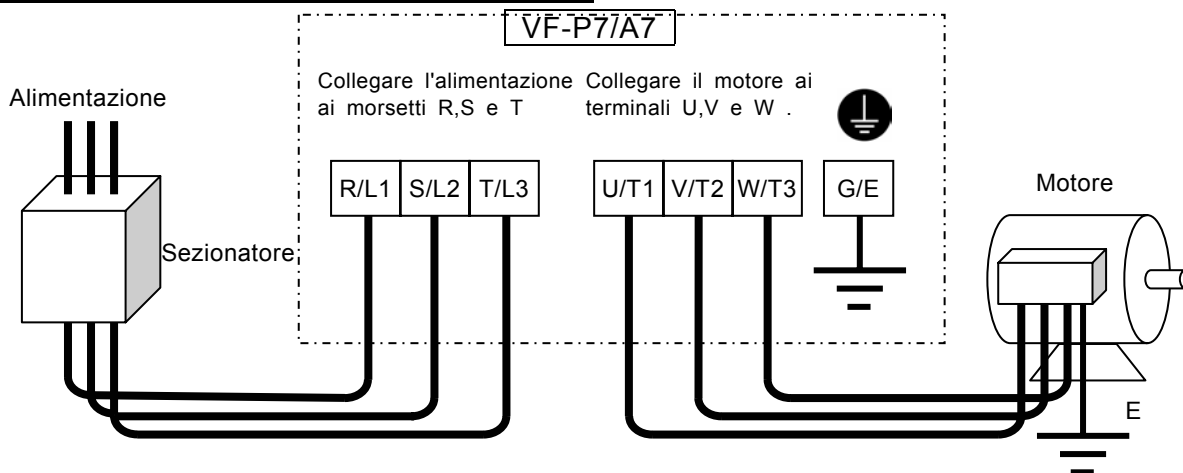 VF-P7/A7
Alimentazione
Collegare l'alimentazione
ai morsetti R,S e T
Collegare il motore ai
terminali U,V e W .
R/L1 S/L2 T/L3
U/T1 V/T2 W/T3
G/E
Motore
Sezionatore
E